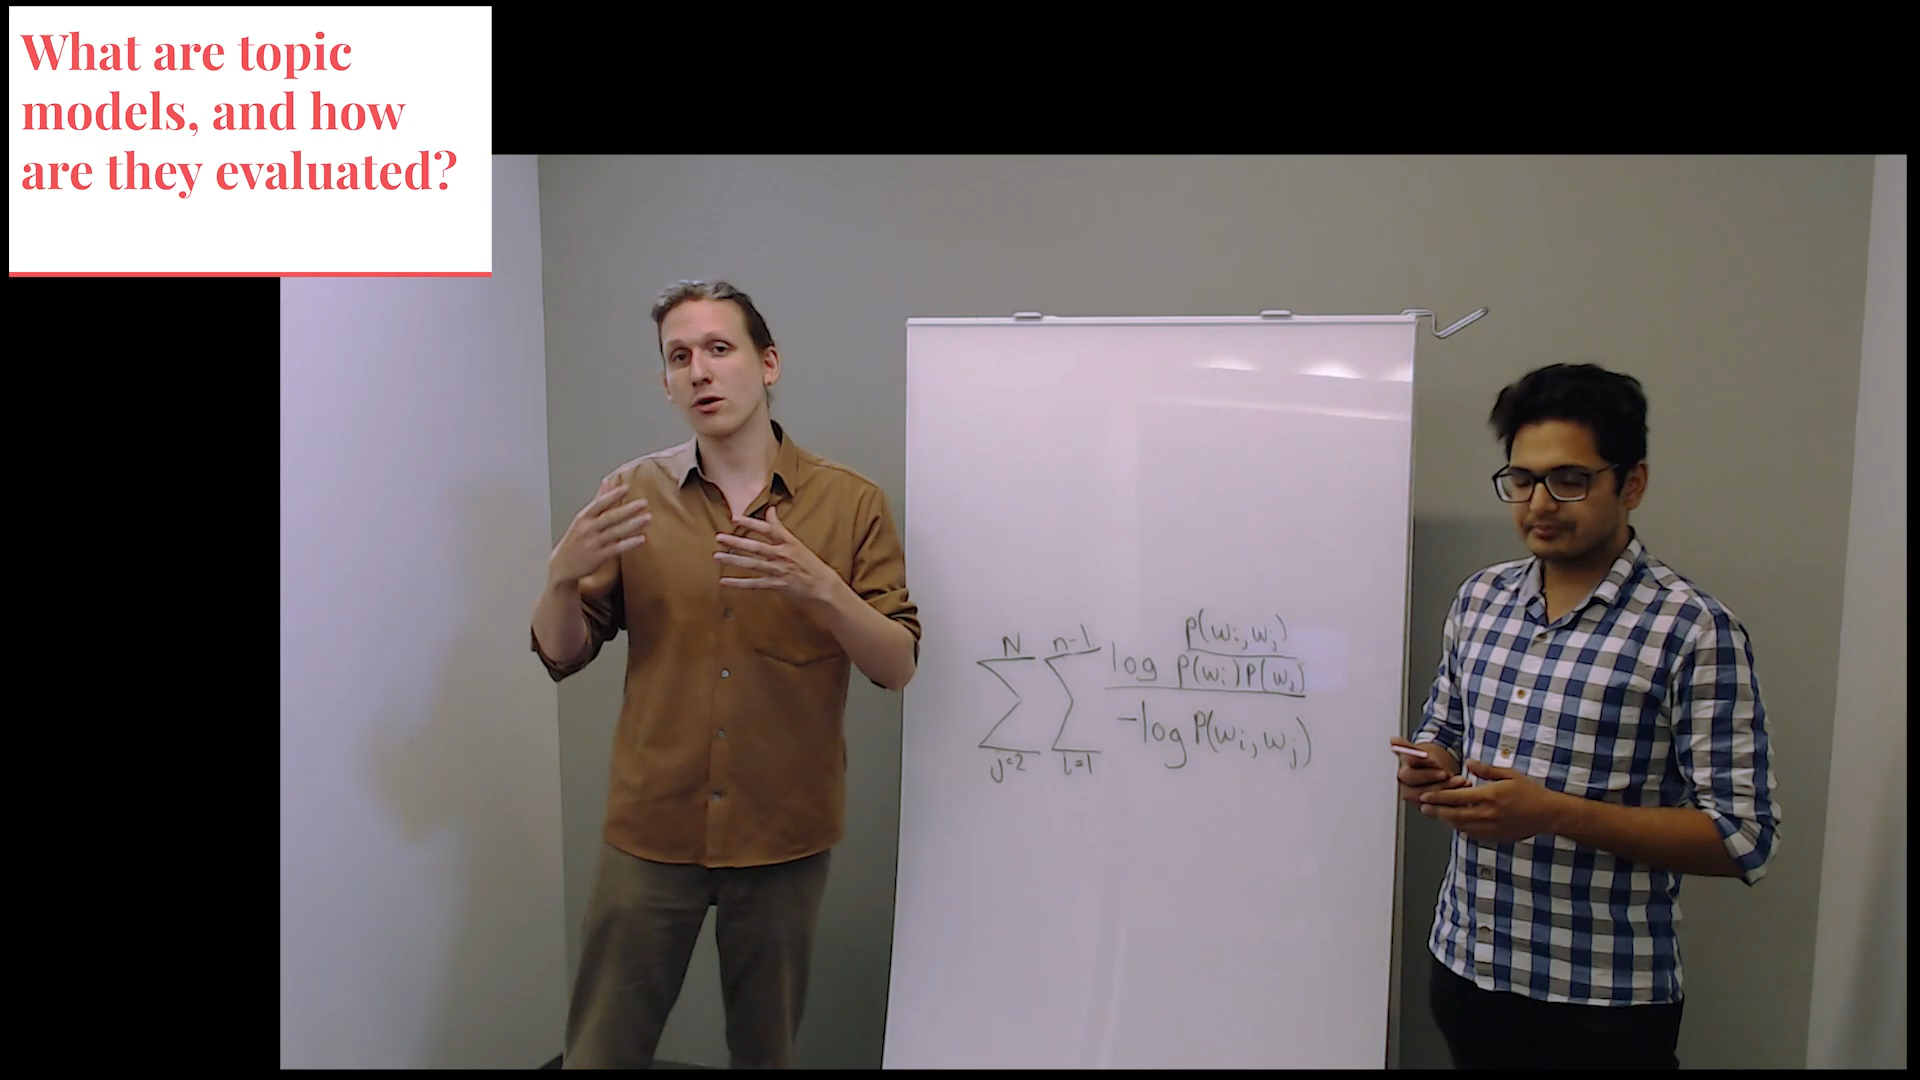 What are topic
models, and how
are they evaluated?
N n-1 log P(wi,wj)
P(wi)P(wj)
-log P(wi,wj)
j=2 i=1